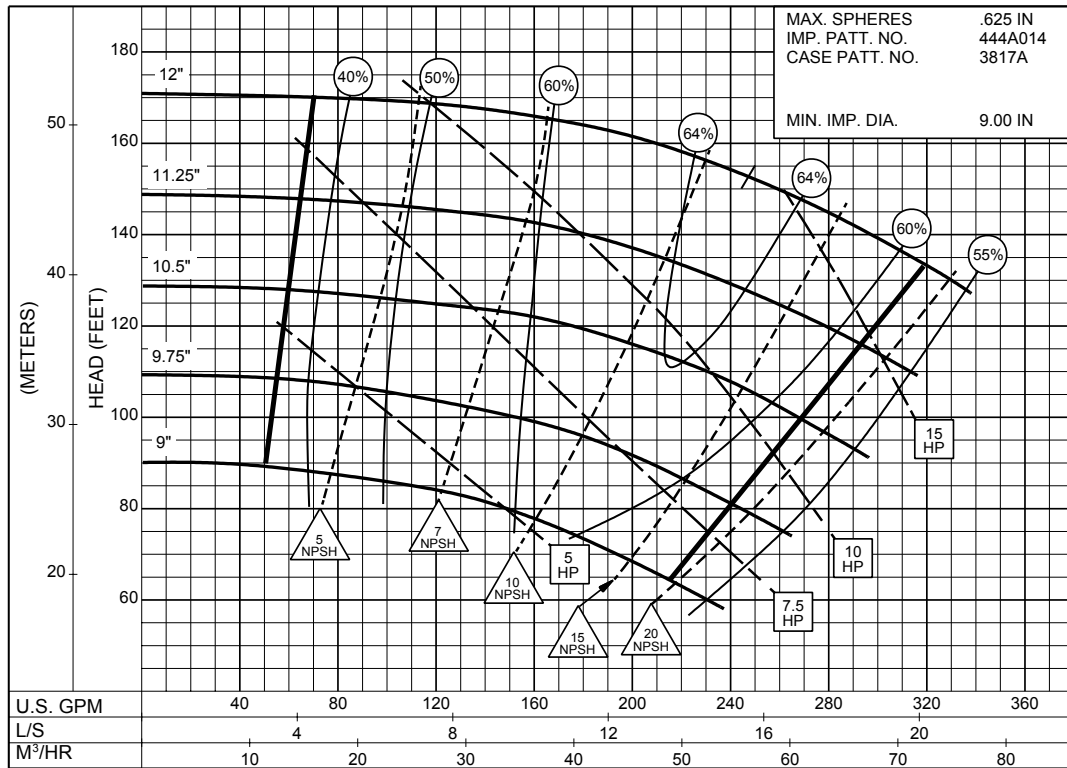 MAX. SPHERES .625 IN
IMP. PATT. NO. 444A014
CASE PATT. NO. 3817A
MIN. IMP. DIA. 9.00 IN
(METERS)
50
40
30
20
HEAD (FEET)
180
160
140
120
100
80
60
12"
11.25"
10.5"
9.75"
9"
40%
50%
60%
64%
64%
60%
55%
5 NPSH
7 NPSH
10 NPSH
15 NPSH
20 NPSH
5 HP
7.5 HP
10 HP
15 HP
U.S. GPM 40 80 120 160 200 240 280 320 360
L/S 4 8 12 16 20
M³/HR 10 20 30 40 50 60 70 80